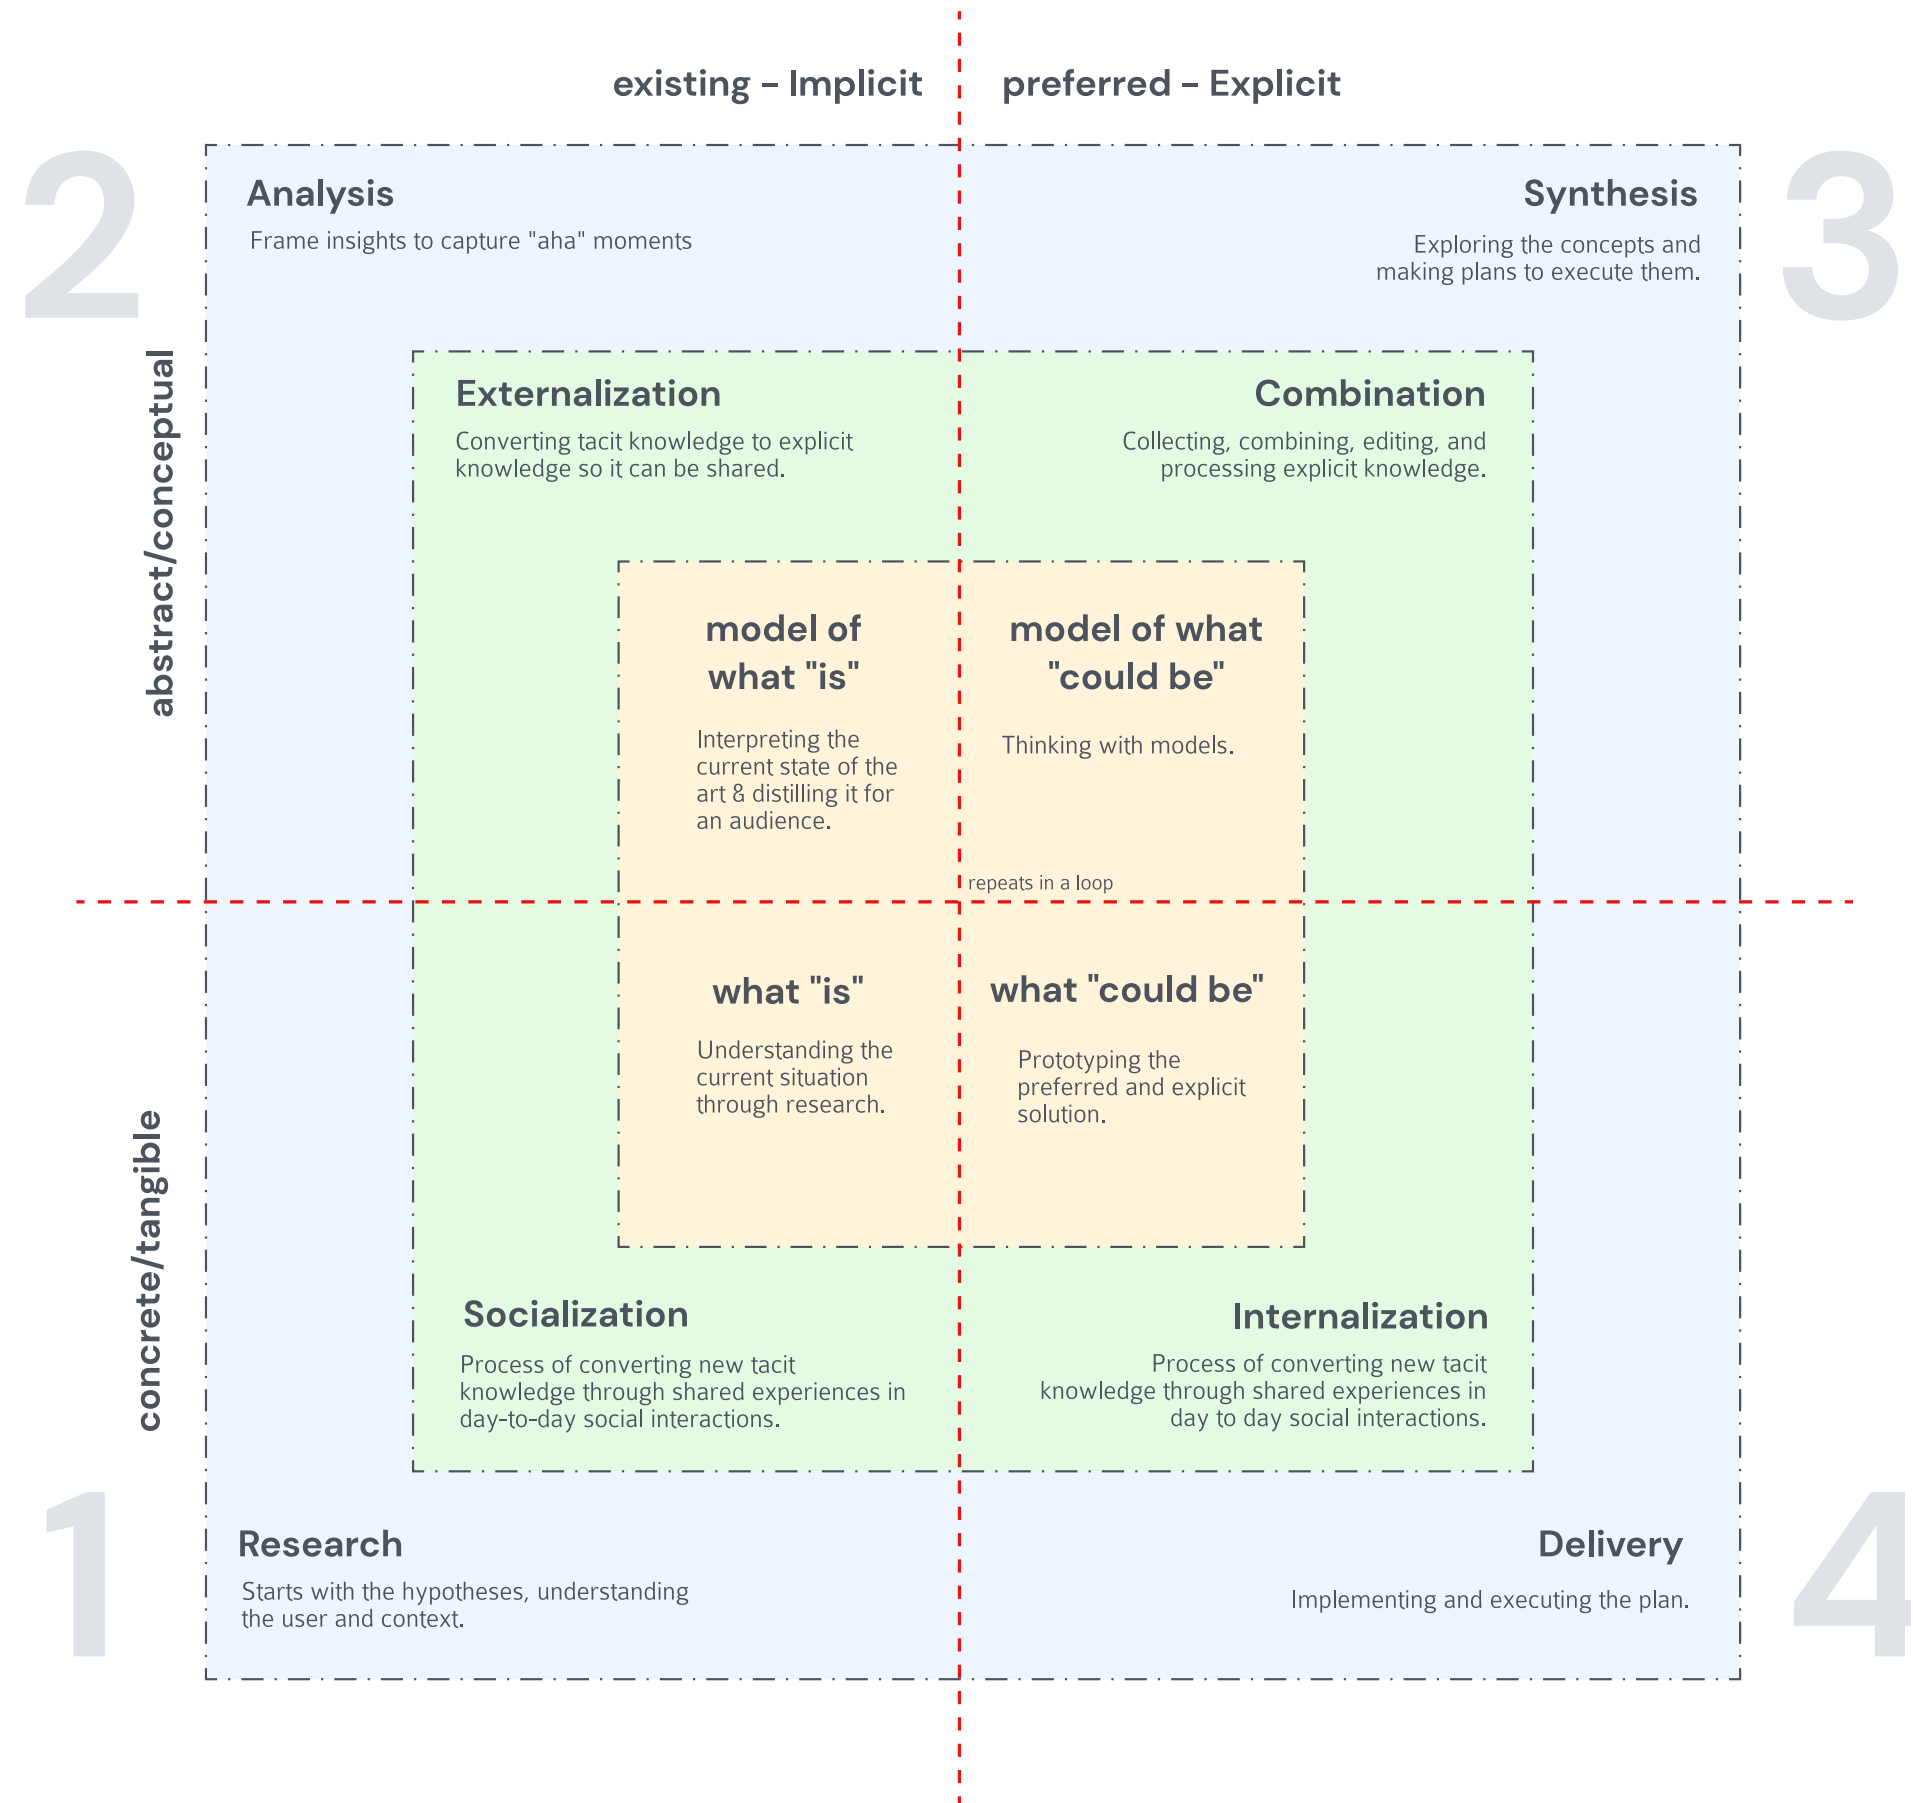 existing – Implicit
preferred – Explicit
2
3
Analysis
Frame insights to capture "aha" moments
Synthesis
Exploring the concepts and
making plans to execute them.
abstract/conceptual
Externalization
Converting tacit knowledge to explicit
knowledge so it can be shared.
Combination
Collecting, combining, editing, and
processing explicit knowledge.
model of
what "is"
Interpreting the
current state of the
art & distilling it for
an audience.
model of what
"could be"
Thinking with models.
repeats in a loop
concrete/tangible
what "is"
Understanding the
current situation
through research.
what "could be"
Prototyping the
preferred and explicit
solution.
Socialization
Process of converting new tacit
knowledge through shared experiences in
day-to-day social interactions.
Internalization
Process of converting new tacit
knowledge through shared experiences in
day to day social interactions.
1
4
Research
Starts with the hypotheses, understanding
the user and context.
Delivery
Implementing and executing the plan.